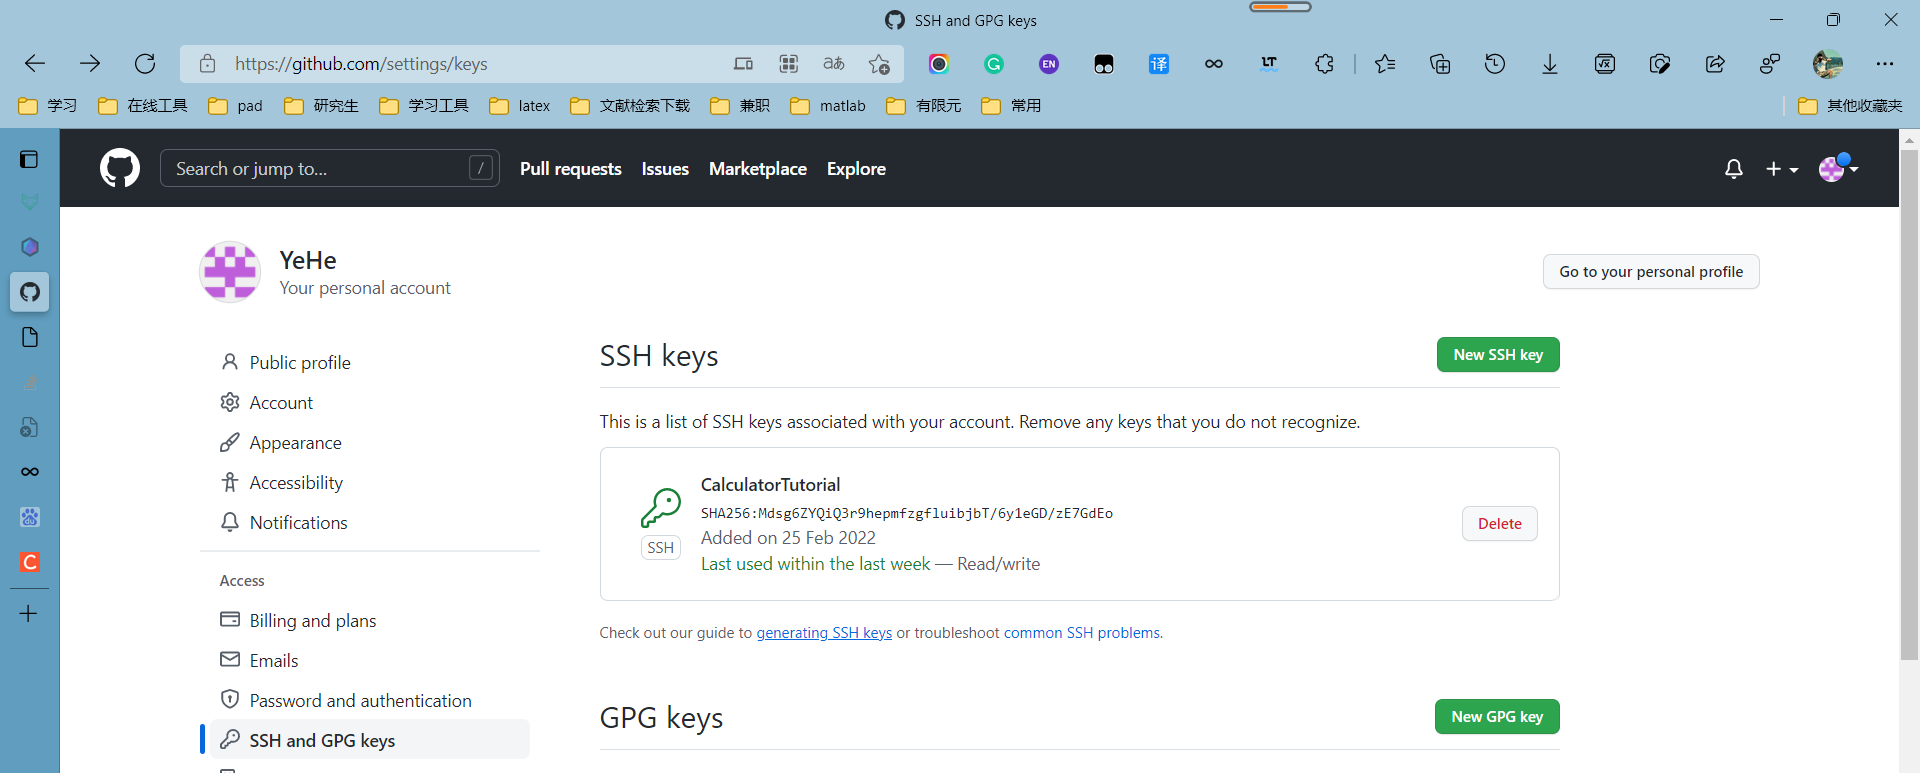 SSH and GPG keys
https://github.com/settings/keys
aあ
EN
译
LT
学习 在线工具 pad 研究生 学习工具 latex 文献检索下载 兼职 matlab 有限元 常用 其他收藏夹
Search or jump to... /
Pull requests Issues Marketplace Explore
YeHe
Your personal account
Go to your personal profile
Public profile
Account
Appearance
Accessibility
Notifications
Access
Billing and plans
Emails
Password and authentication
SSH and GPG keys
SSH keys
New SSH key
This is a list of SSH keys associated with your account. Remove any keys that you do not recognize.
CalculatorTutorial
SHA256:Mdsg6ZYQiQ3r9hepmfzgfluibjbT/6y1eGD/zE7GdEo
Added on 25 Feb 2022
Last used within the last week — Read/write
SSH
Delete
Check out our guide to generating SSH keys or troubleshoot common SSH problems.
GPG keys
New GPG key
du
C